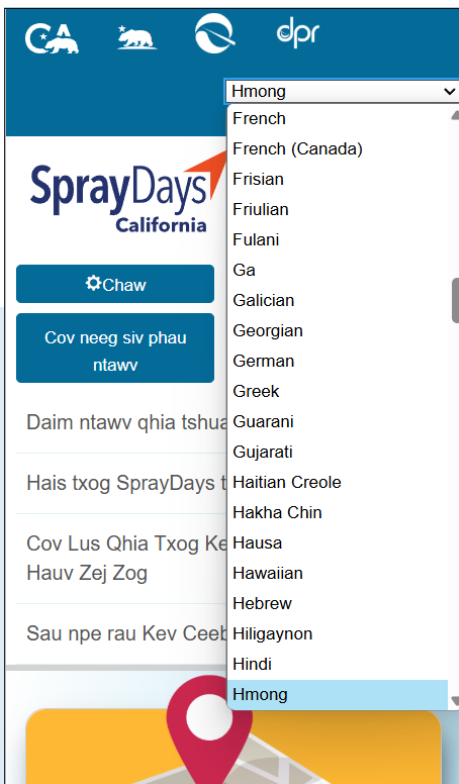 CA
dpr
Hmong
French
French (Canada)
Frisian
Friulian
Fulani
Ga
Galician
Georgian
German
Greek
Guarani
Gujarati
Haitian Creole
Hakha Chin
Hausa
Hawaiian
Hebrew
Hiligaynon
Hindi
Hmong
SprayDays
California
Chaw
Cov neeg siv phau
ntawv
Daim ntawv qhia tshua
Hais txog SprayDays t
Cov Lus Qhia Txog Ke
Hauv Zej Zog
Sau npe rau Kev Ceeb